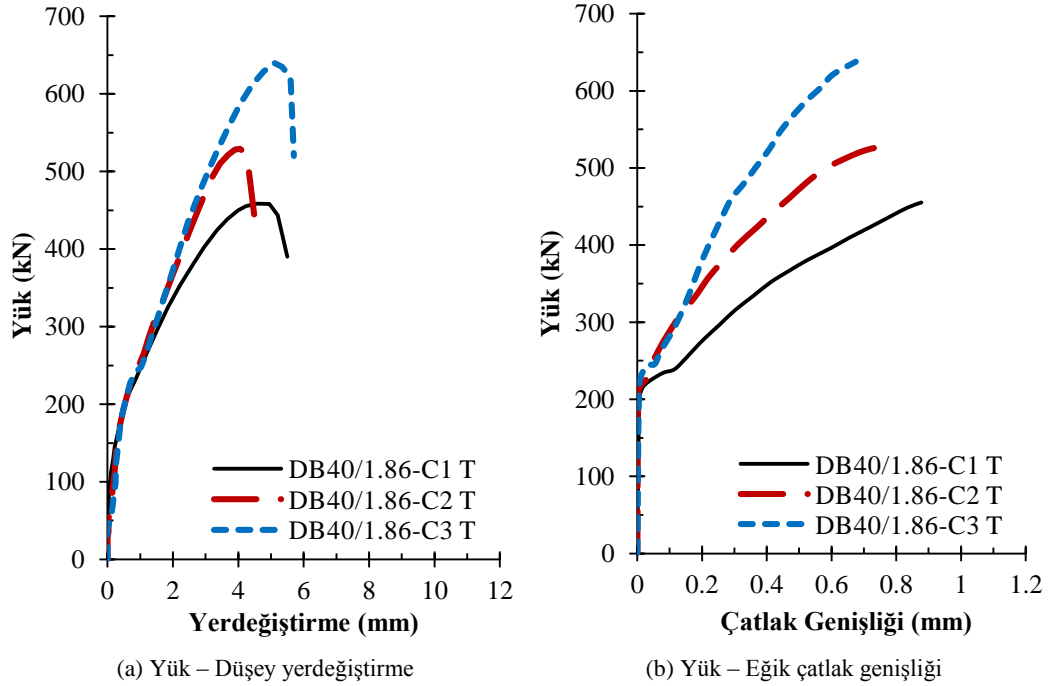 700
600
500
400
300
200
100
0
Yük (kN)
DB40/1.86-C1 T
DB40/1.86-C2 T
DB40/1.86-C3 T
0 2 4 6 8 10 12
Yerdeğiştirme (mm)
(a) Yük – Düşey yerdeğiştirme
700
600
500
400
300
200
100
0
Yük (kN)
DB40/1.86-C1 T
DB40/1.86-C2 T
DB40/1.86-C3 T
0 0.2 0.4 0.6 0.8 1 1.2
Çatlak Genişliği (mm)
(b) Yük – Eğik çatlak genişliği